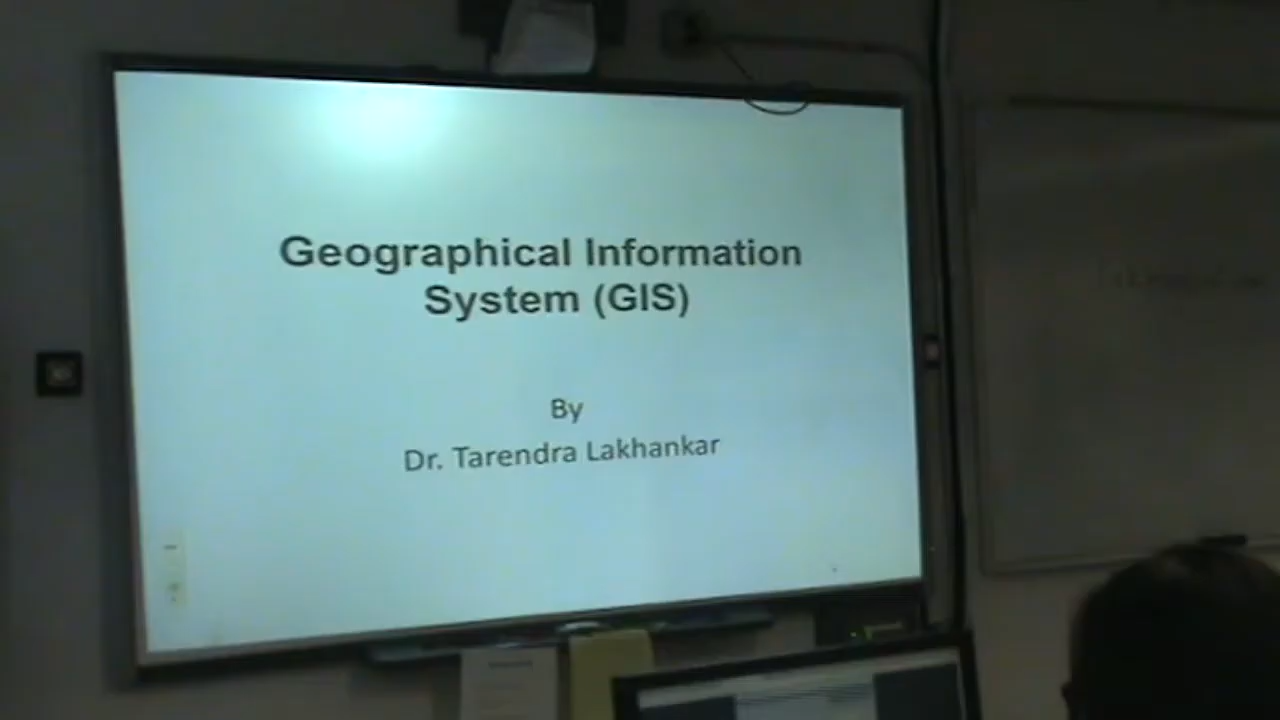 Geographical Information
System (GIS)
By
Dr. Tarendra Lakhankar